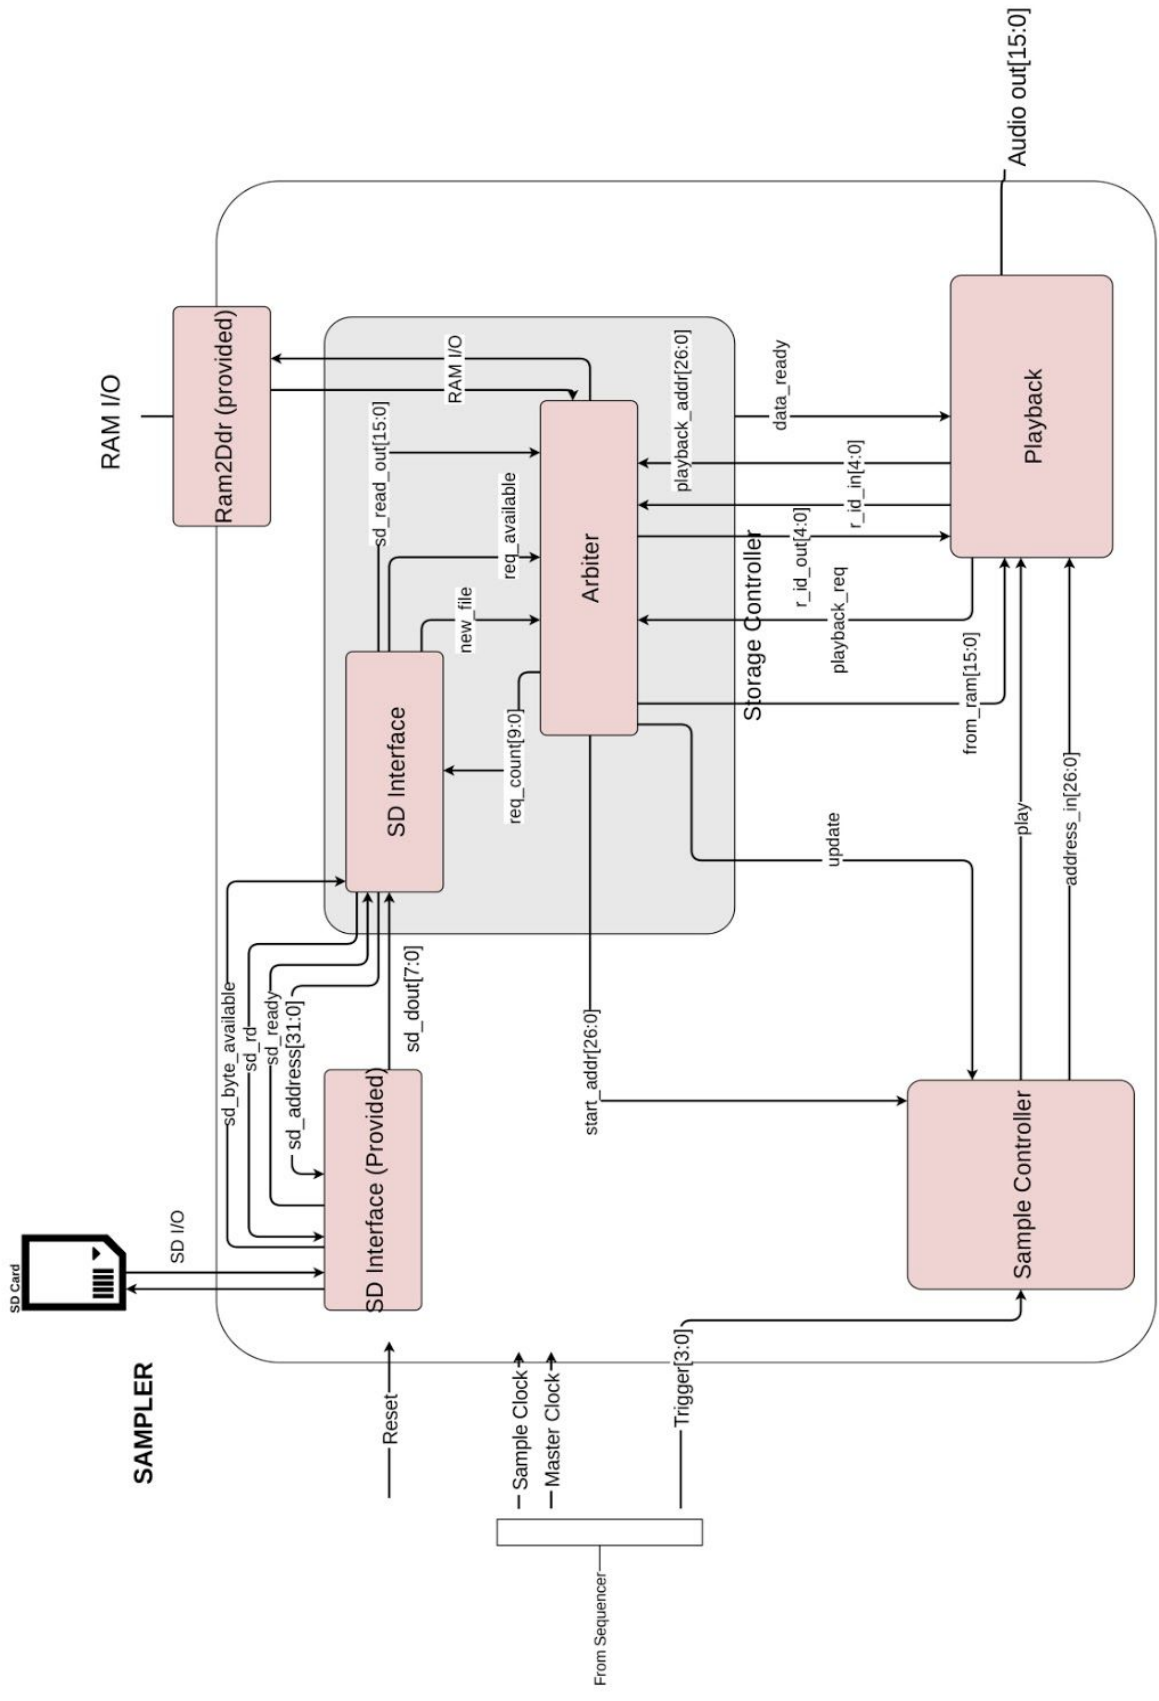 SAMPLER
SD Card
SD I/O
RAM I/O
Ram2Ddr (provided)
sd_byte_available
sd_rd
sd_ready
sd_address[31:0]
SD Interface (Provided)
sd_dout[7:0]
SD Interface
sd_read_out[15:0]
RAM I/O
new_file
req_available
req_count[9:0]
Arbiter
Reset
Sample Clock
Master Clock
From Sequencer
Trigger[3:0]
start_addr[26:0]
playback_addr[26:0]
Storage Controller
data_ready
r_id_out[4:0]
r_id_in[4:0]
playback_req
update
from_ram[15:0]
Sample Controller
play
address_in[26:0]
Playback
Audio out[15:0]